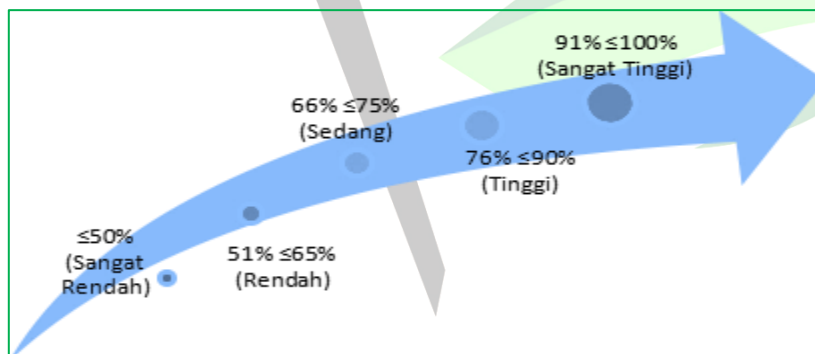 91% ≤100%
(Sangat Tinggi)
66% ≤75%
(Sedang)
76% ≤90%
(Tinggi)
≤50%
(Sangat
Rendah)
51% ≤65%
(Rendah)